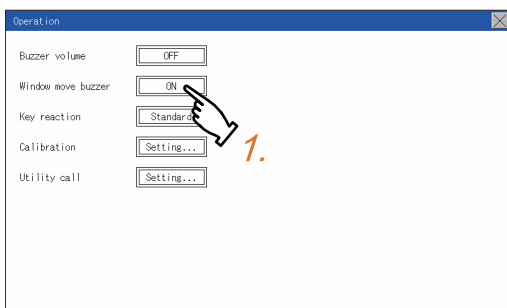 Operation
Buzzer volume OFF
Window move buzzer ON
Key reaction Standard
Calibration Setting...
Utility call Setting...
1.